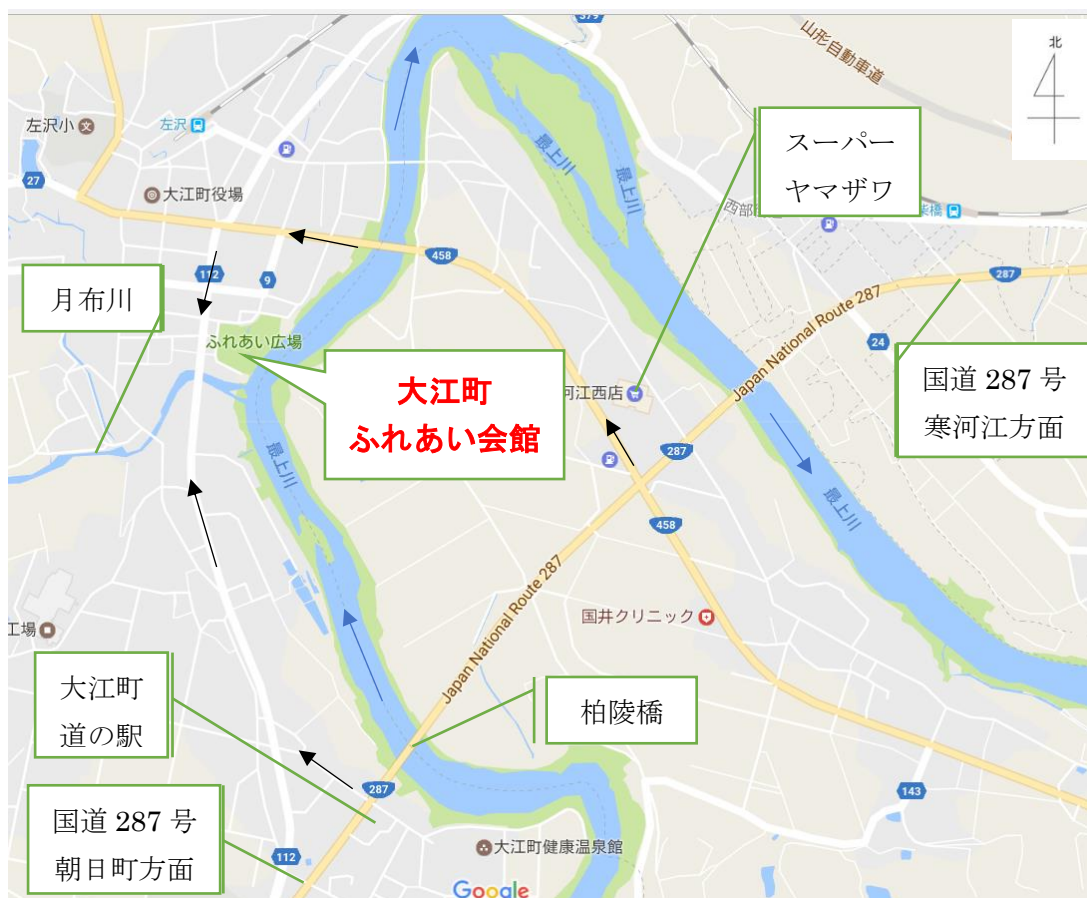 379
山形自動車道
北
左沢小
左沢
スーパー
ヤマザワ
最上川
最上川
27
大江町役場
西部
柴橋
458
287
112
9
月布川
ふれあい広場
Japan National Route 287
24
大江町
ふれあい会館
河江西店
国道 287 号
寒河江方面
287
最上川
最上川
458
Japan National Route 287
国井クリニック
工場
大江町
道の駅
柏陵橋
287
143
国道 287 号
朝日町方面
112
大江町健康温泉館
Google